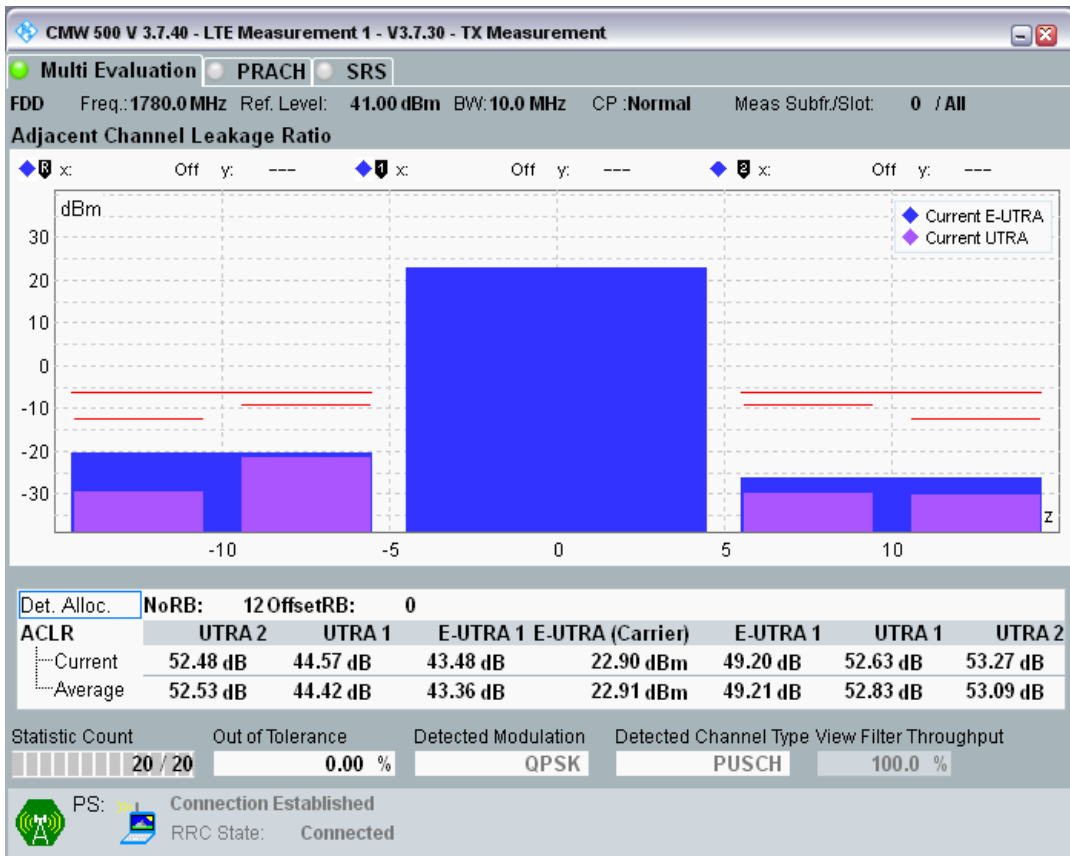 CMW 500 V 3.7.40 - LTE Measurement 1 - V3.7.30 - TX Measurement
Multi Evaluation PRACH SRS
FDD Freq.:1780.0 MHz Ref. Level: 41.00 dBm BW:10.0 MHz CP :Normal Meas Subfr./Slot: 0 / All
Adjacent Channel Leakage Ratio
R x: Off y: --- 1 x: Off y: --- 2 x: Off y: ---
dBm
Current E-UTRA
Current UTRA
30
20
10
0
-10
-20
-30
z
-10 -5 0 5 10
Det. Alloc. NoRB: 12 OffsetRB: 0
ACLR UTRA 2 UTRA 1 E-UTRA 1 E-UTRA (Carrier) E-UTRA 1 UTRA 1 UTRA 2
Current 52.48 dB 44.57 dB 43.48 dB 22.90 dBm 49.20 dB 52.63 dB 53.27 dB
Average 52.53 dB 44.42 dB 43.36 dB 22.91 dBm 49.21 dB 52.83 dB 53.09 dB
Statistic Count Out of Tolerance Detected Modulation Detected Channel Type View Filter Throughput
20 / 20 0.00 % QPSK PUSCH 100.0 %
PS: Connection Established
RRC State: Connected